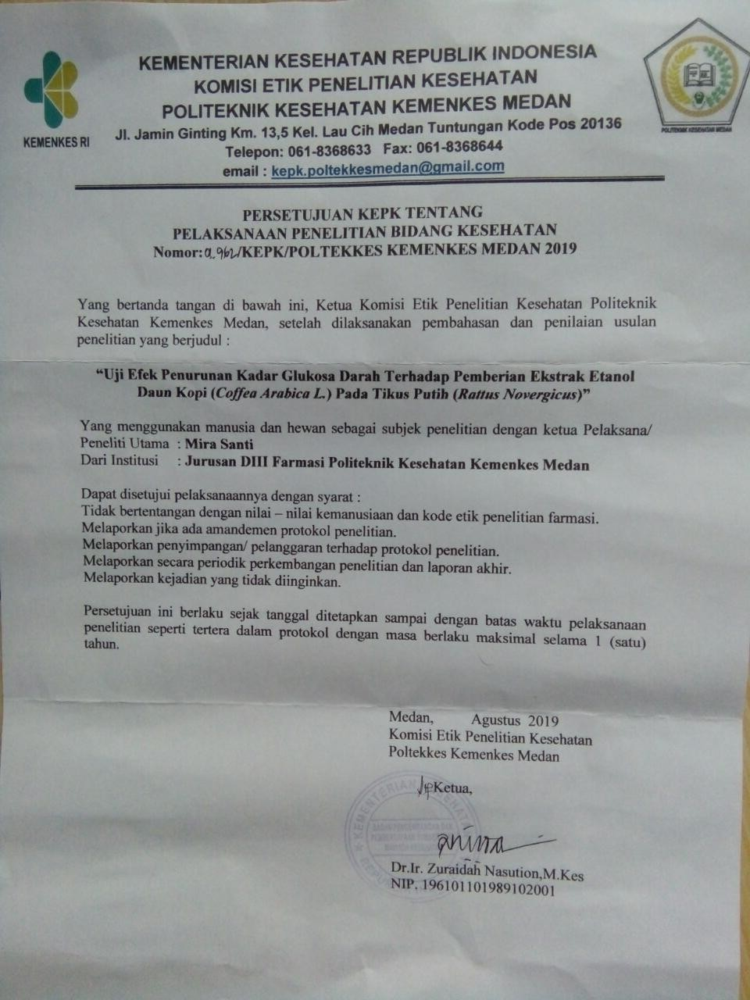 KEMENTERIAN KESEHATAN REPUBLIK INDONESIA
KOMISI ETIK PENELITIAN KESEHATAN
POLITEKNIK KESEHATAN KEMENKES MEDAN
Jl. Jamin Ginting Km. 13,5 Kel. Lau Cih Medan Tuntungan Kode Pos 20136
Telepon: 061-8368633 Fax: 061-8368644
email : kepk.poltekkesmedan@gmail.com
KEMENKES RI
POLITEKNIK KESEHATAN MEDAN
PERSETUJUAN KEPK TENTANG
PELAKSANAAN PENELITIAN BIDANG KESEHATAN
Nomor: /KEPK/POLTEKKES KEMENKES MEDAN 2019
Yang bertanda tangan di bawah ini, Ketua Komisi Etik Penelitian Kesehatan Politeknik
Kesehatan Kemenkes Medan, setelah dilaksanakan pembahasan dan penilaian usulan
penelitian yang berjudul :
“Uji Efek Penurunan Kadar Glukosa Darah Terhadap Pemberian Ekstrak Etanol
Daun Kopi (Coffea Arabica L.) Pada Tikus Putih (Rattus Novergicus)”
Yang menggunakan manusia dan hewan sebagai subjek penelitian dengan ketua Pelaksana/
Peneliti Utama : Mira Santi
Dari Institusi : Jurusan DIII Farmasi Politeknik Kesehatan Kemenkes Medan
Dapat disetujui pelaksanaannya dengan syarat :
Tidak bertentangan dengan nilai – nilai kemanusiaan dan kode etik penelitian farmasi.
Melaporkan jika ada amandemen protokol penelitian.
Melaporkan penyimpangan/ pelanggaran terhadap protokol penelitian.
Melaporkan secara periodik perkembangan penelitian dan laporan akhir.
Melaporkan kejadian yang tidak diinginkan.
Persetujuan ini berlaku sejak tanggal ditetapkan sampai dengan batas waktu pelaksanaan
penelitian seperti tertera dalam protokol dengan masa berlaku maksimal selama 1 (satu)
tahun.
Medan, Agustus 2019
Komisi Etik Penelitian Kesehatan
Poltekkes Kemenkes Medan
Ketua,
Dr.Ir. Zuraidah Nasution,M.Kes
NIP. 196101101989102001